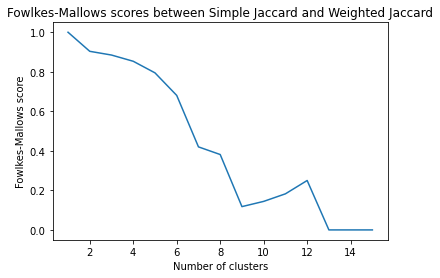 Fowlkes-Mallows scores between Simple Jaccard and Weighted Jaccard
1.0
0.8
0.6
0.4
0.2
0.0
Fowlkes-Mallows score
2 4 6 8 10 12 14
Number of clusters